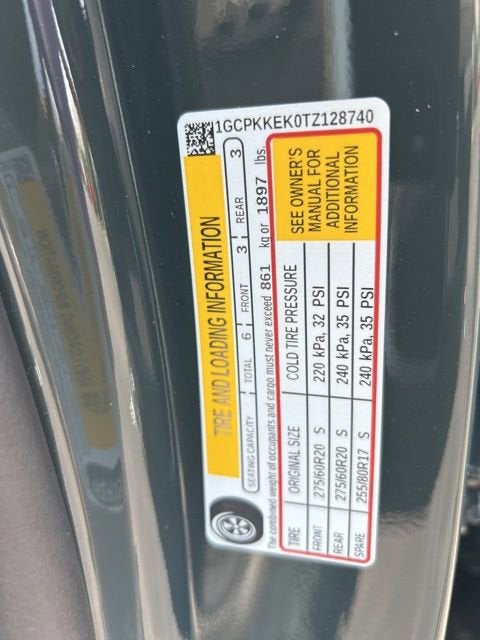 1GCPKKEK0TZ128740
TIRE AND LOADING INFORMATION
SEATING CAPACITY TOTAL 6 FRONT 3 REAR 3
The combined weight of occupants and cargo must never exceed 861 kg or 1897 lbs.
TIRE ORIGINAL SIZE COLD TIRE PRESSURE
FRONT 275/60R20 S 220 kPa, 32 PSI
REAR 275/60R20 S 240 kPa, 35 PSI
SPARE 255/80R17 S 240 kPa, 35 PSI
SEE OWNER'S
MANUAL FOR
ADDITIONAL
INFORMATION